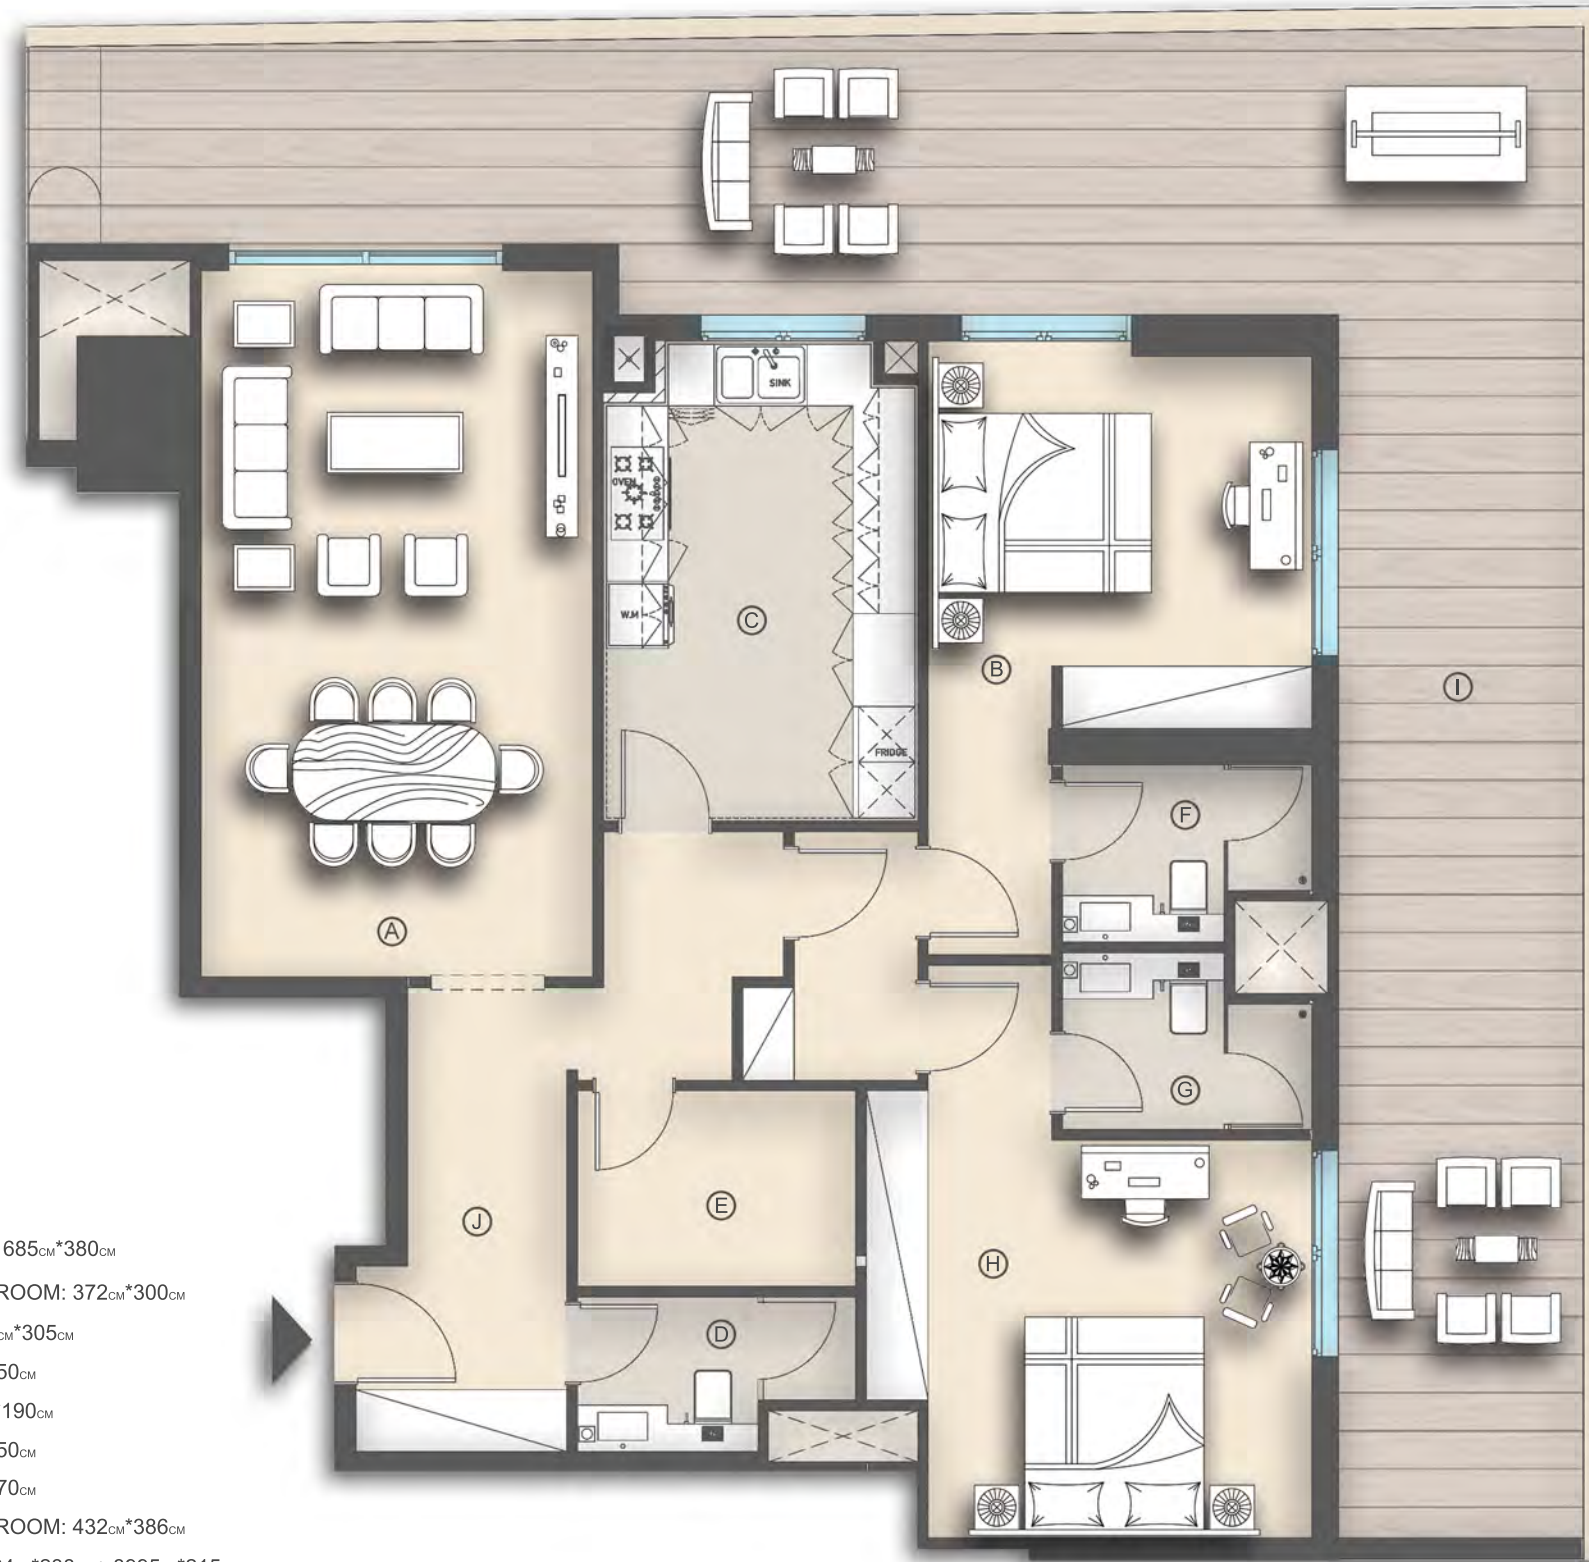 SINK
OVEN
C
W.M
B
I
FRIDGE
F
A
G
E
J
H
D
685CM*380CM
ROOM: 372CM*300CM
CM*305CM
50CM
190CM
50CM
70CM
ROOM: 432CM*386CM